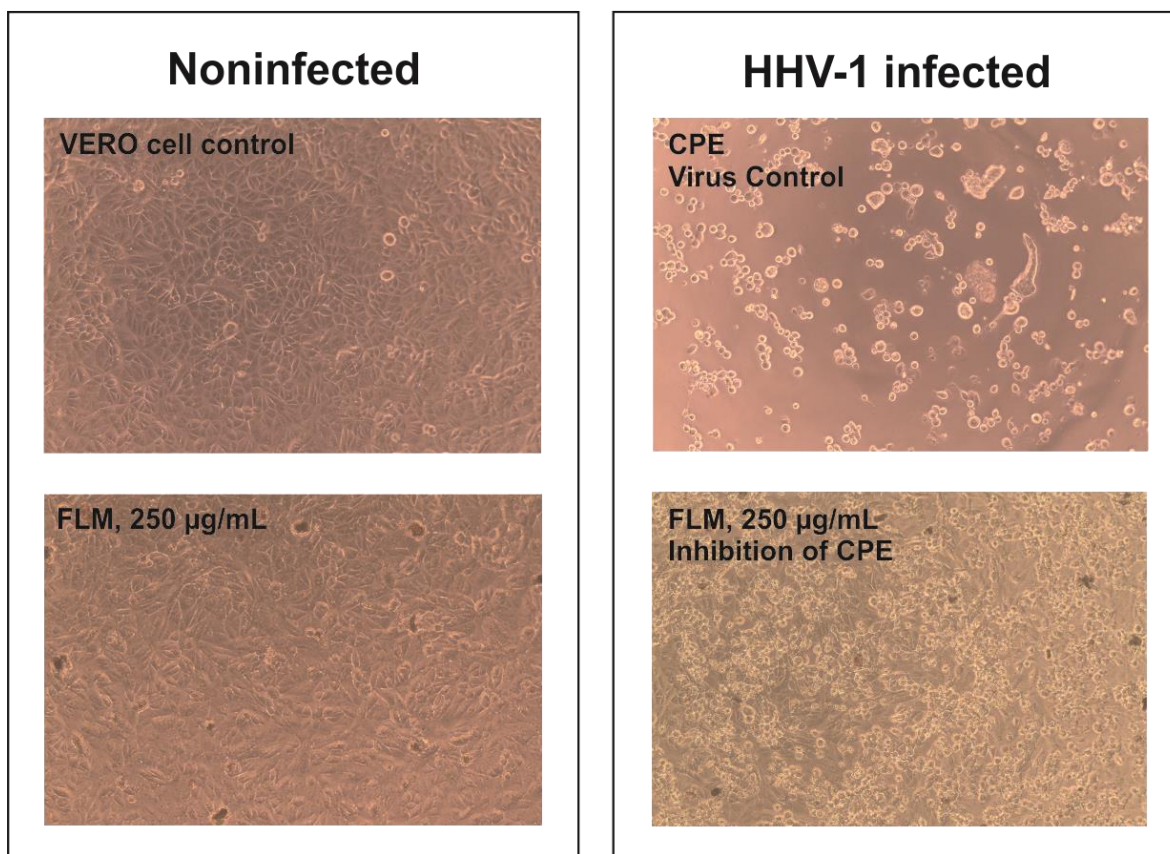 Noninfected
VERO cell control
FLM, 250 µg/mL
HHV-1 infected
CPE
Virus Control
FLM, 250 µg/mL
Inhibition of CPE